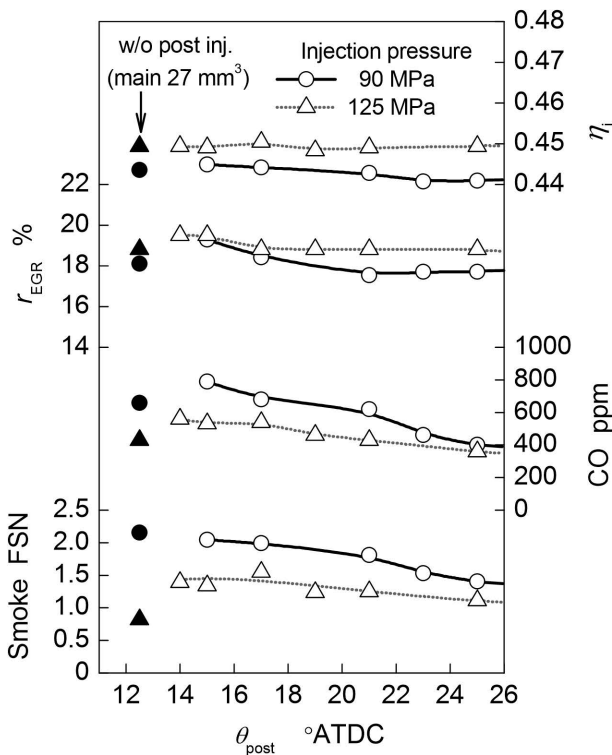 w/o post inj.
(main 27 mm³)
Injection pressure
90 MPa
125 MPa
0.48
0.47
0.46
0.45
0.44
ηi
22
20
18
16
14
rEGR %
1000
800
600
400
200
0
CO ppm
2.5
2.0
1.5
1.0
0.5
0
Smoke FSN
12 14 16 18 20 22 24 26
θpost °ATDC